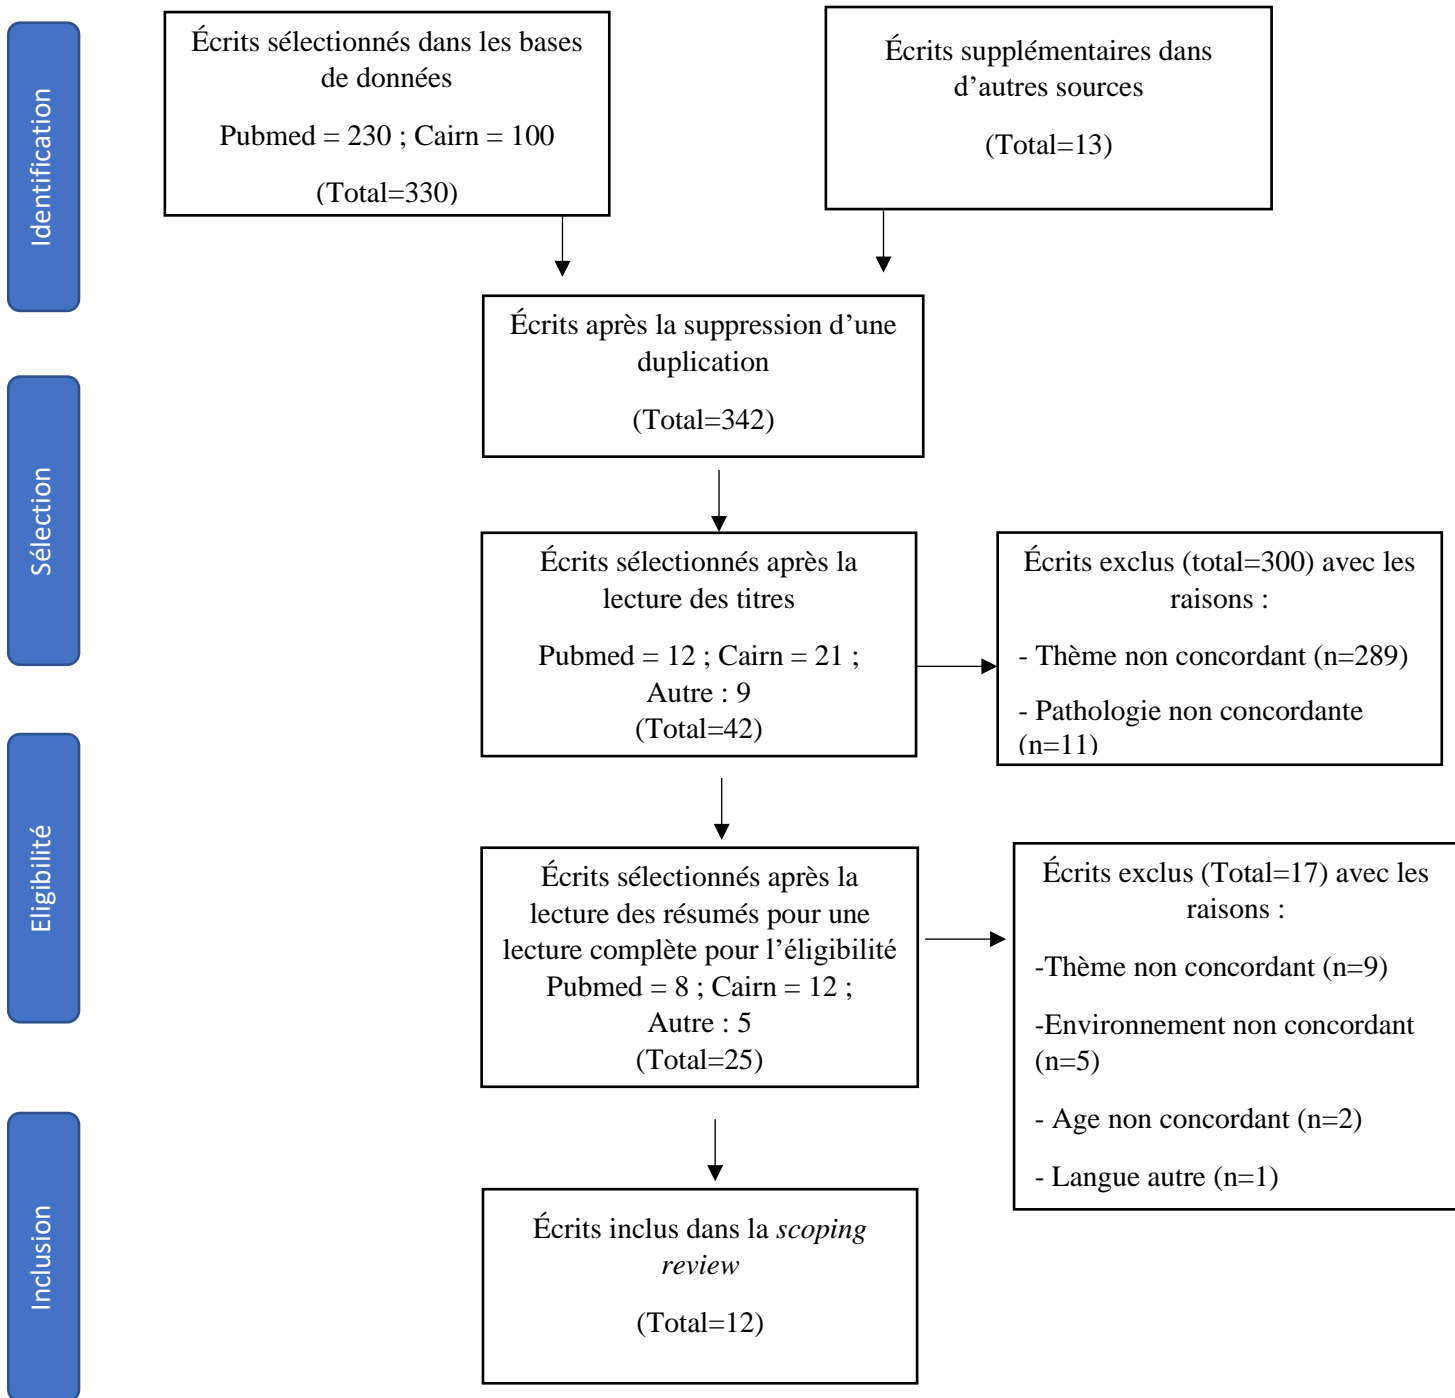 Identification
Écrits sélectionnés dans les bases
de données
Pubmed = 230 ; Cairn = 100
(Total=330)
Écrits supplémentaires dans
d’autres sources
(Total=13)
Écrits après la suppression d’une
duplication
(Total=342)
Sélection
Écrits sélectionnés après la
lecture des titres
Pubmed = 12 ; Cairn = 21 ;
Autre : 9
(Total=42)
Écrits exclus (total=300) avec les
raisons :
- Thème non concordant (n=289)
- Pathologie non concordante
(n=11)
Eligibilité
Écrits sélectionnés après la
lecture des résumés pour une
lecture complète pour l’éligibilité
Pubmed = 8 ; Cairn = 12 ;
Autre : 5
(Total=25)
Écrits exclus (Total=17) avec les
raisons :
-Thème non concordant (n=9)
-Environnement non concordant
(n=5)
- Age non concordant (n=2)
- Langue autre (n=1)
Inclusion
Écrits inclus dans la scoping
review
(Total=12)